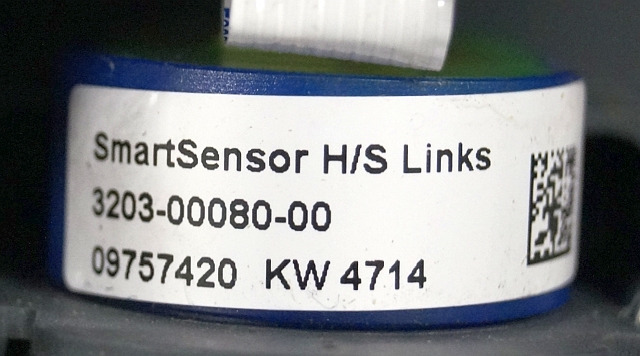 SmartSensor H/S Links
3203-00080-00
09757420 KW 4714